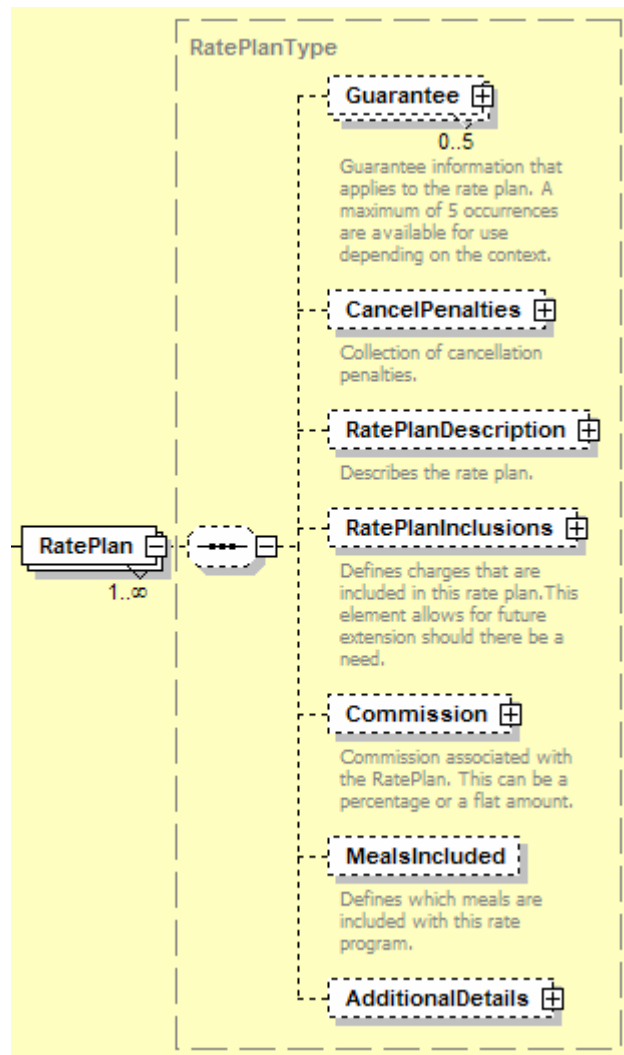 RatePlanType
Guarantee
0..5
Guarantee information that
applies to the rate plan. A
maximum of 5 occurrences
are available for use
depending on the context.
CancelPenalties
Collection of cancellation
penalties.
RatePlanDescription
Describes the rate plan.
RatePlan
1..∞
RatePlanInclusions
Defines charges that are
included in this rate plan.This
element allows for future
extension should there be a
need.
Commission
Commission associated with
the RatePlan. This can be a
percentage or a flat amount.
MealsIncluded
Defines which meals are
included with this rate
program.
AdditionalDetails